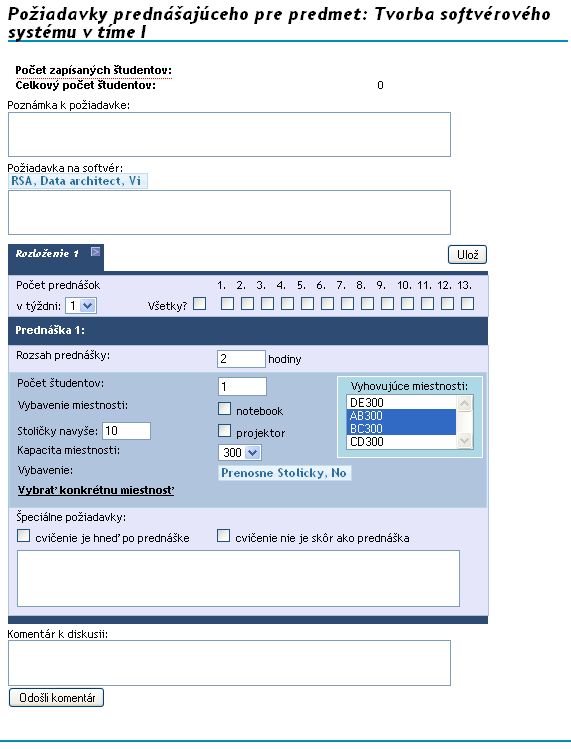 Požiadavky prednášajúceho pre predmet: Tvorba softvérového
systému v tíme I
Počet zapísaných študentov:
Celkový počet študentov: 0
Poznámka k požiadavke:
Požiadavka na softvér:
RSA, Data architect, Vi
Rozloženie 1 >
Ulož
Počet prednášok 1. 2. 3. 4. 5. 6. 7. 8. 9. 10. 11. 12. 13.
v týždni: 1 Všetky?
Prednáška 1:
Rozsah prednášky: 2 hodiny
Počet študentov: 1
Vybavenie miestnosti: notebook
Stoličky navyše: 10 projektor
Kapacita miestnosti: 300
Vybavenie: Prenosne Stolicky, No
Vybrať konkrétnu miestnosť
Vyhovujúce miestnosti:
DE300
AB300
BC300
CD300
Špeciálne požiadavky:
cvičenie je hneď po prednáške cvičenie nie je skôr ako prednáška
Komentár k diskusii:
Odošli komentár